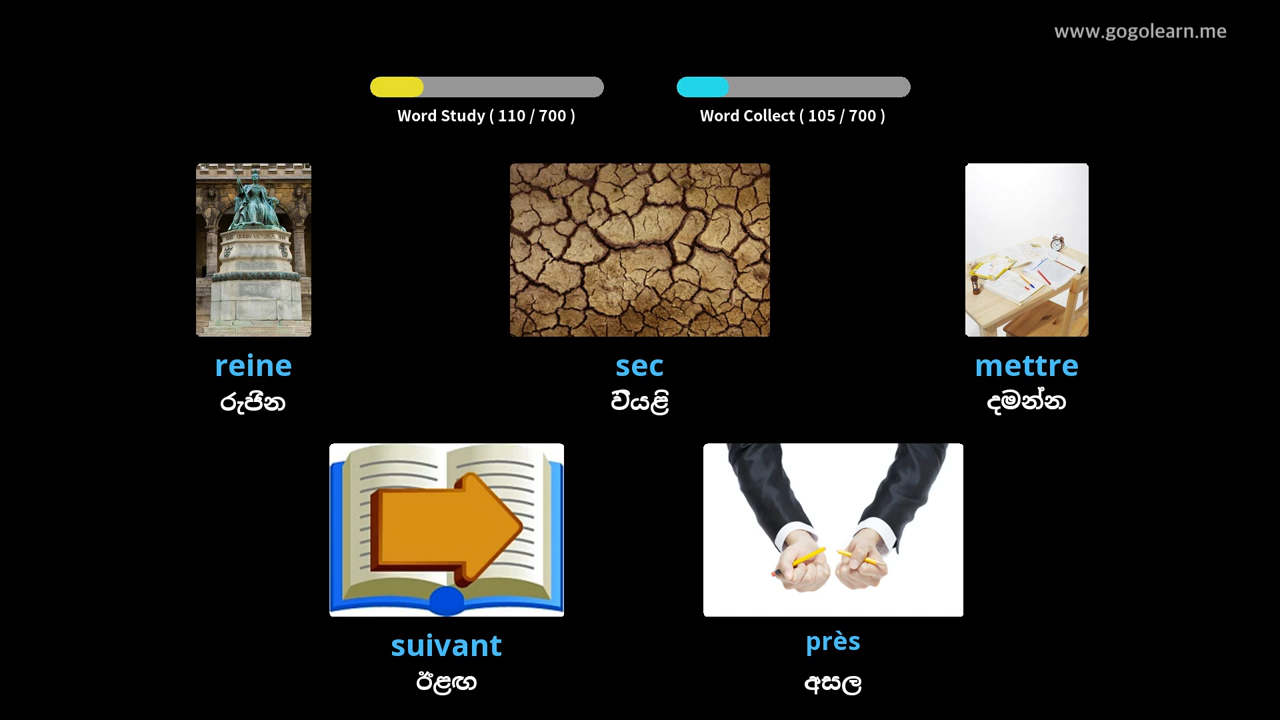 www.gogolearn.me
Word Study ( 110 / 700 )
Word Collect ( 105 / 700 )
reine
රැජින
sec
වියළි
mettre
දමන්න
suivant
ඊළඟ
près
අසල